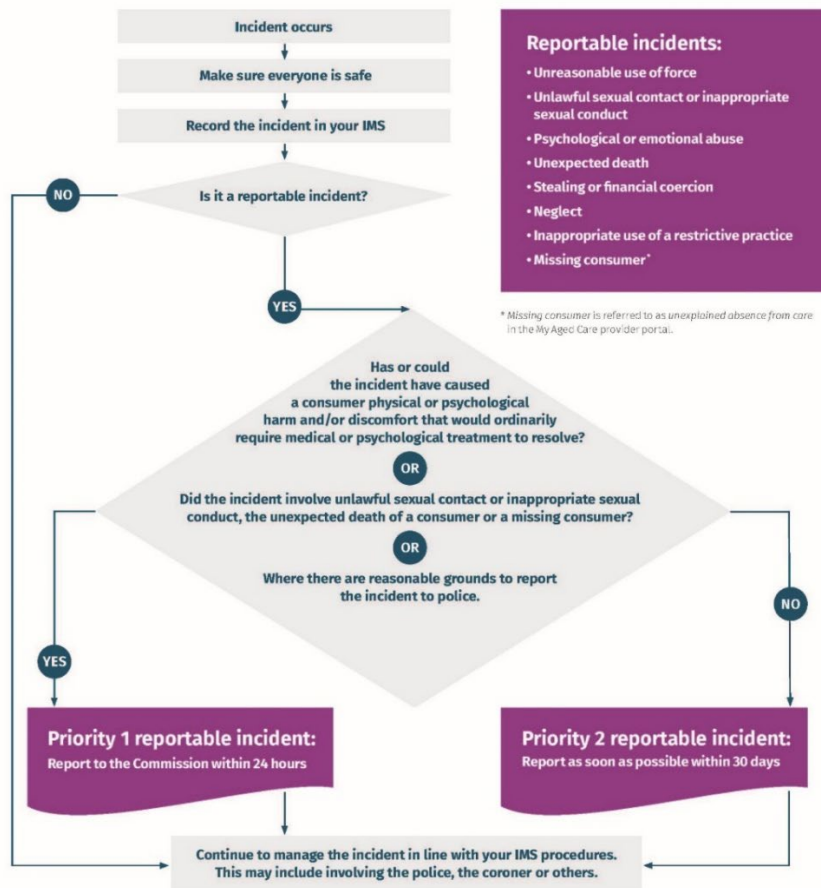 Incident occurs
Make sure everyone is safe
Record the incident in your IMS
Is it a reportable incident?
NO
YES
Reportable incidents:
• Unreasonable use of force
• Unlawful sexual contact or inappropriate
sexual conduct
• Psychological or emotional abuse
• Unexpected death
• Stealing or financial coercion
• Neglect
• Inappropriate use of a restrictive practice
• Missing consumer*
* Missing consumer is referred to as unexplained absence from care
in the My Aged Care provider portal.
Has or could
the incident have caused
a consumer physical or psychological
harm and/or discomfort that would ordinarily
require medical or psychological treatment to resolve?
OR
Did the incident involve unlawful sexual contact or inappropriate sexual
conduct, the unexpected death of a consumer or a missing consumer?
OR
Where there are reasonable grounds to report
the incident to police.
YES
NO
Priority 1 reportable incident:
Report to the Commission within 24 hours
Priority 2 reportable incident:
Report as soon as possible within 30 days
Continue to manage the incident in line with your IMS procedures.
This may include involving the police, the coroner or others.